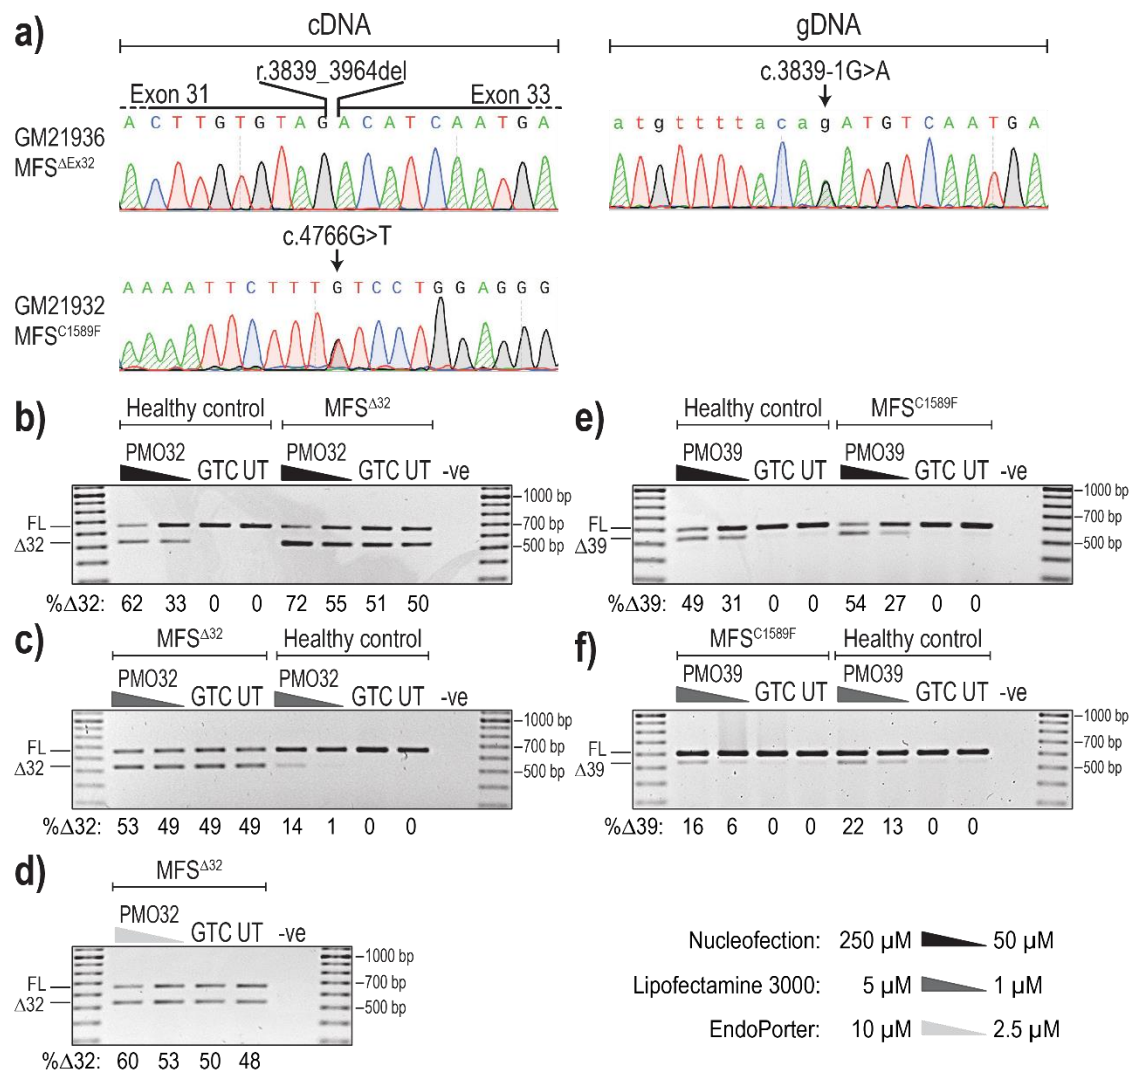 a)
cDNA
gDNA
r.3839_3964del
c.3839-1G>A
Exon 31
Exon 33
GM21936
MFSΔEx32
A C T T G T G T A G A C A T C A A T G A
a t g t t t t a c a g A T G T C A A T G A
c.4766G>T
GM21932
MFSC1589F
A A A A T T C T T T G T C C T G G A G G G
b)
Healthy control
MFSΔ32
PMO32
GTC UT
PMO32
GTC UT
-ve
FL
Δ32
1000 bp
700 bp
500 bp
%Δ32: 62 33 0 0 72 55 51 50
e)
Healthy control
MFSC1589F
PMO39
GTC UT
PMO39
GTC UT
-ve
FL
Δ39
1000 bp
700 bp
500 bp
%Δ39: 49 31 0 0 54 27 0 0
c)
MFSΔ32
Healthy control
PMO32
GTC UT
PMO32
GTC UT
-ve
FL
Δ32
1000 bp
700 bp
500 bp
%Δ32: 53 49 49 49 14 1 0 0
f)
MFSC1589F
Healthy control
PMO39
GTC UT
PMO39
GTC UT
-ve
FL
Δ39
1000 bp
700 bp
500 bp
%Δ39: 16 6 0 0 22 13 0 0
d)
MFSΔ32
PMO32
GTC UT
-ve
FL
Δ32
1000 bp
700 bp
500 bp
%Δ32: 60 53 50 48
Nucleofection: 250 µM 50 µM
Lipofectamine 3000: 5 µM 1 µM
EndoPorter: 10 µM 2.5 µM